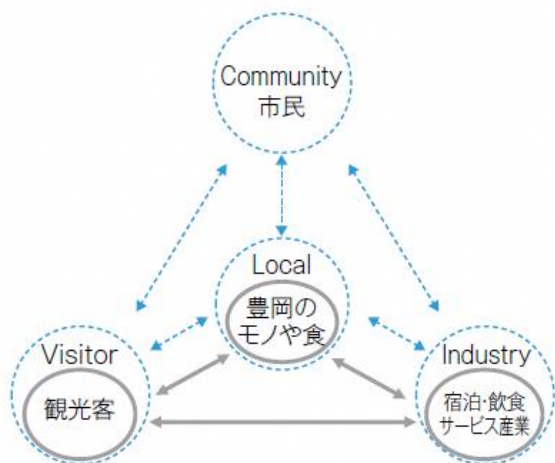 Community
市民
Local
豊岡の
モノや食
Visitor
観光客
Industry
宿泊・飲食
サービス産業